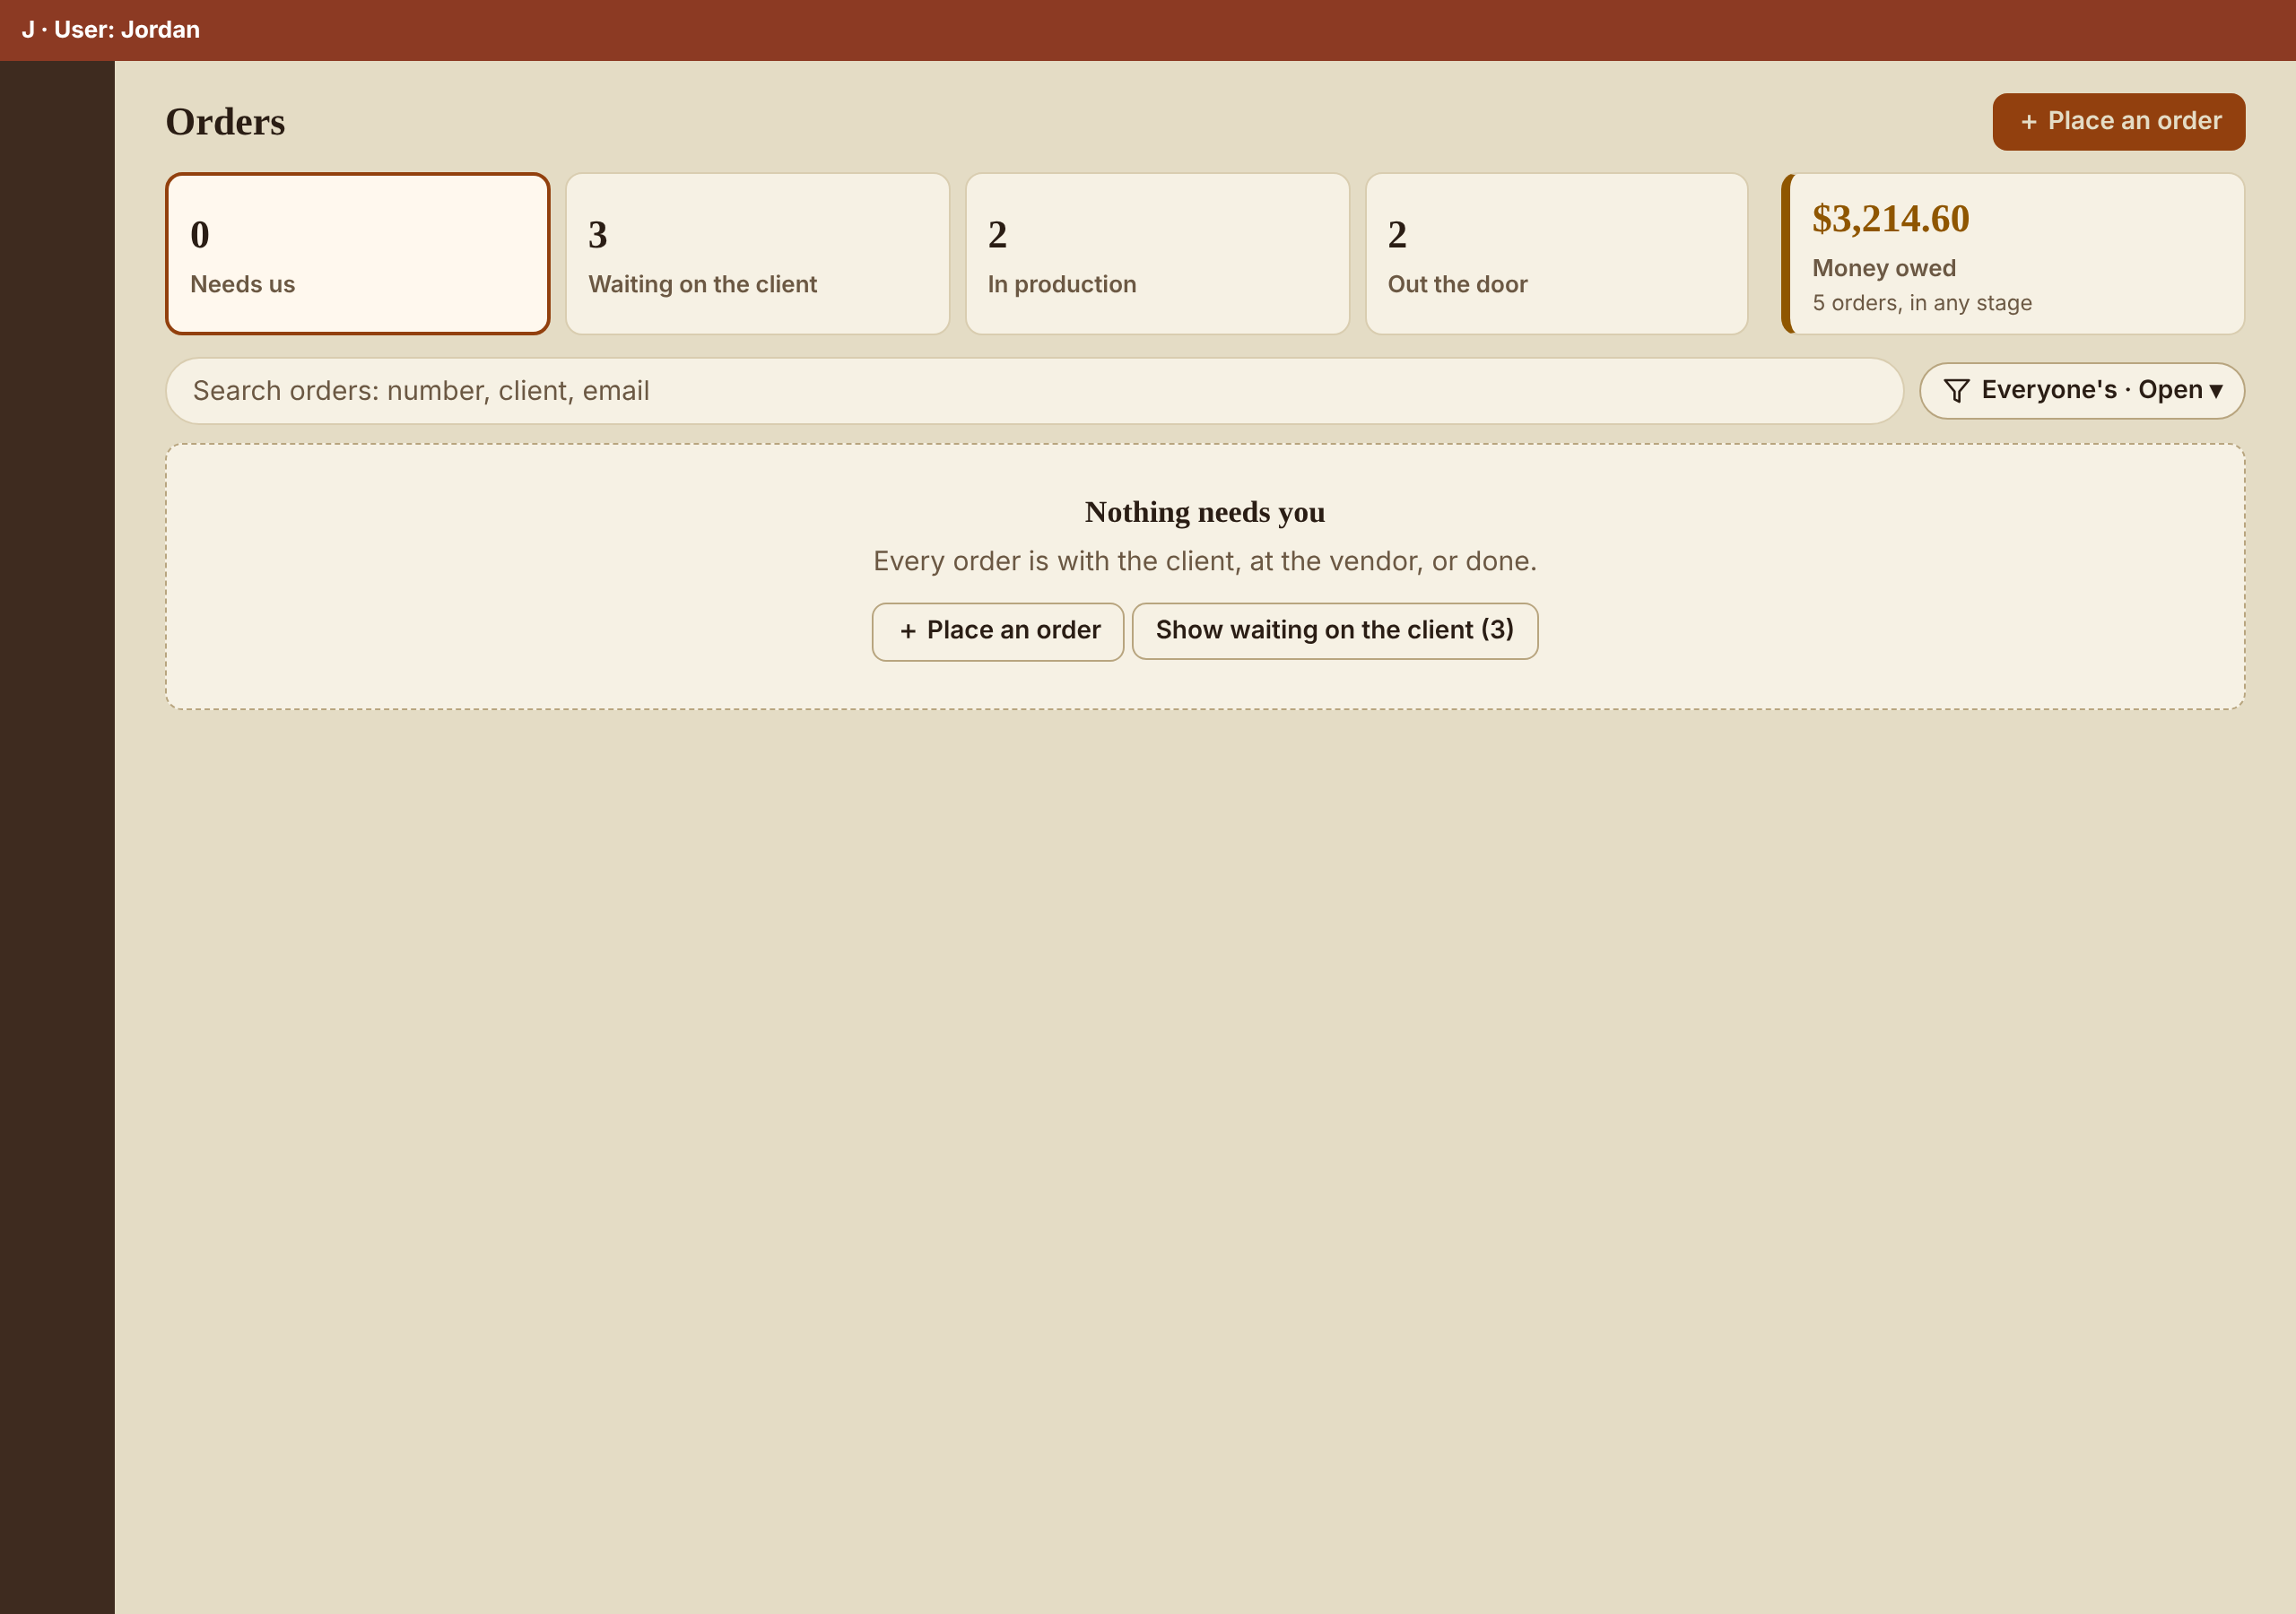 J · User: Jordan
Orders
+ Place an order
0
Needs us
3
Waiting on the client
2
In production
2
Out the door
$3,214.60
Money owed
5 orders, in any stage
Search orders: number, client, email
Everyone's · Open ▾
Nothing needs you
Every order is with the client, at the vendor, or done.
+ Place an order
Show waiting on the client (3)